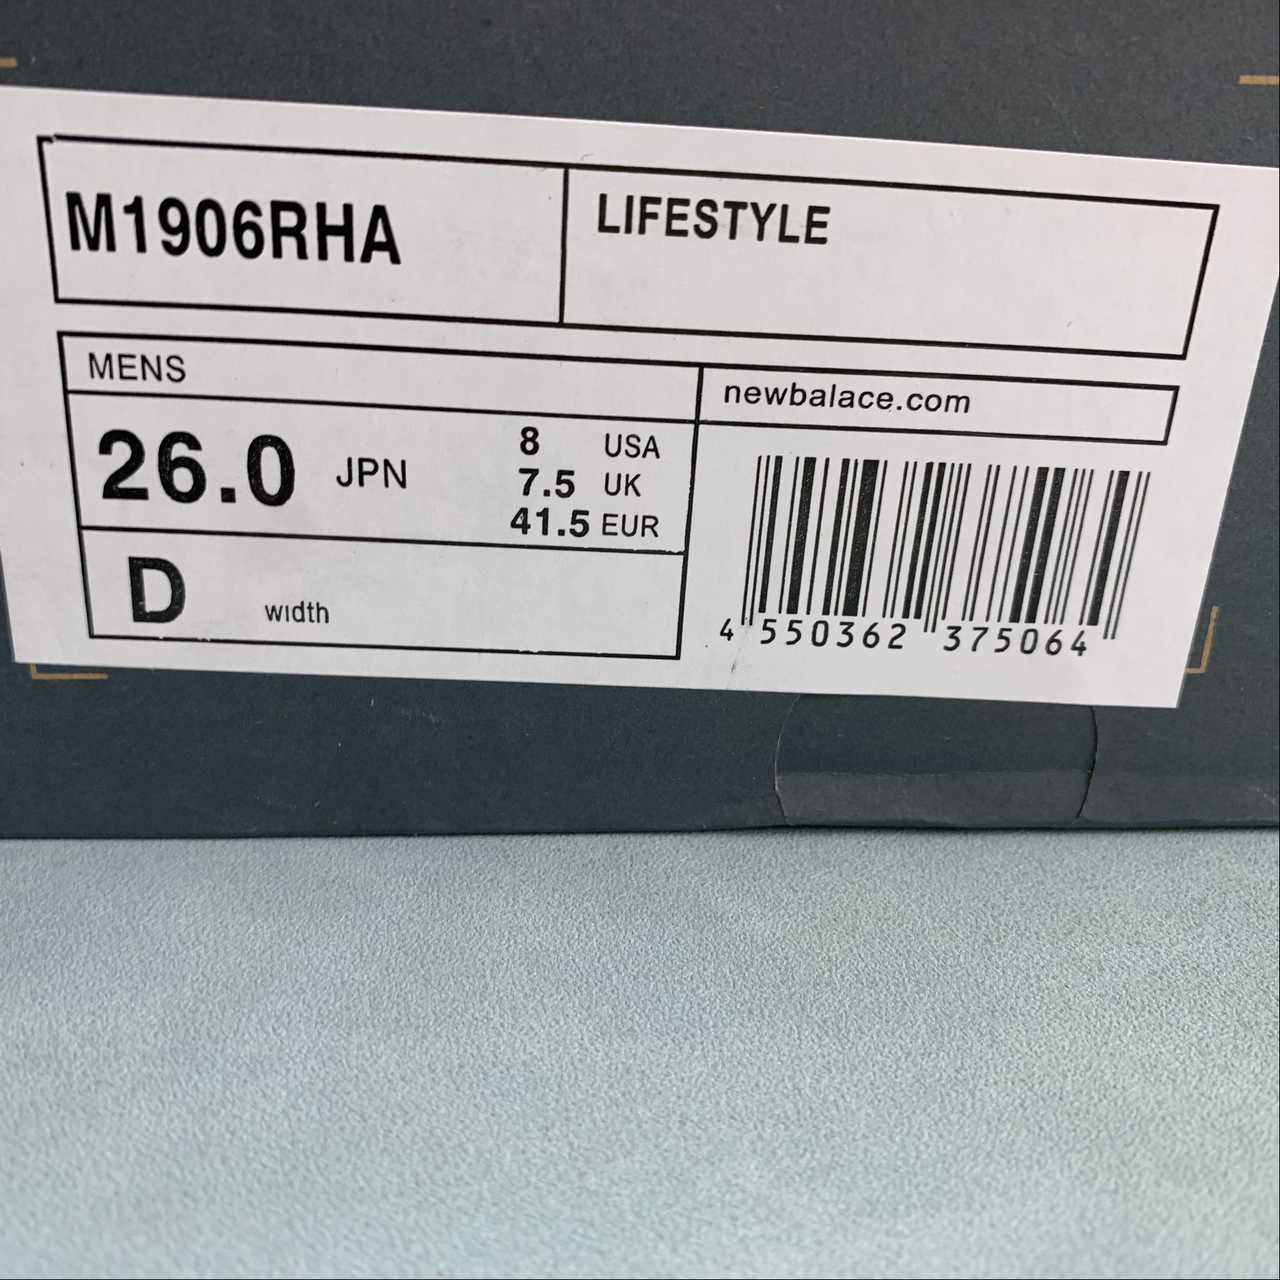 M1906RHA
LIFESTYLE
MENS
newbalace.com
26.0 JPN
8 USA
7.5 UK
41.5 EUR
D width
4 550362 375064